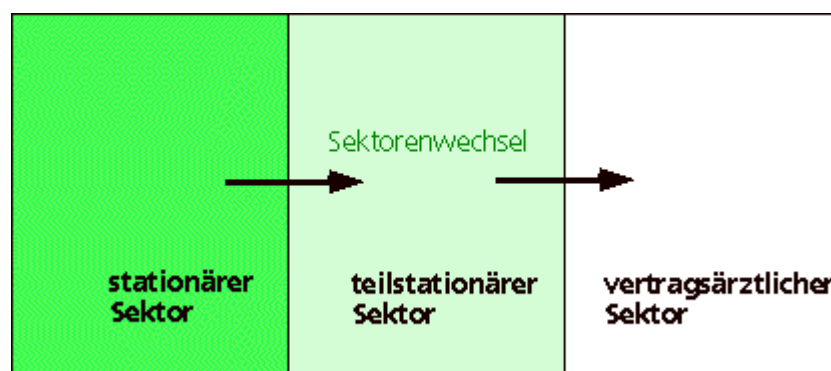 Sektorenwechsel
stationärer
Sektor
teilstationärer
Sektor
vertragsärztlicher
Sektor